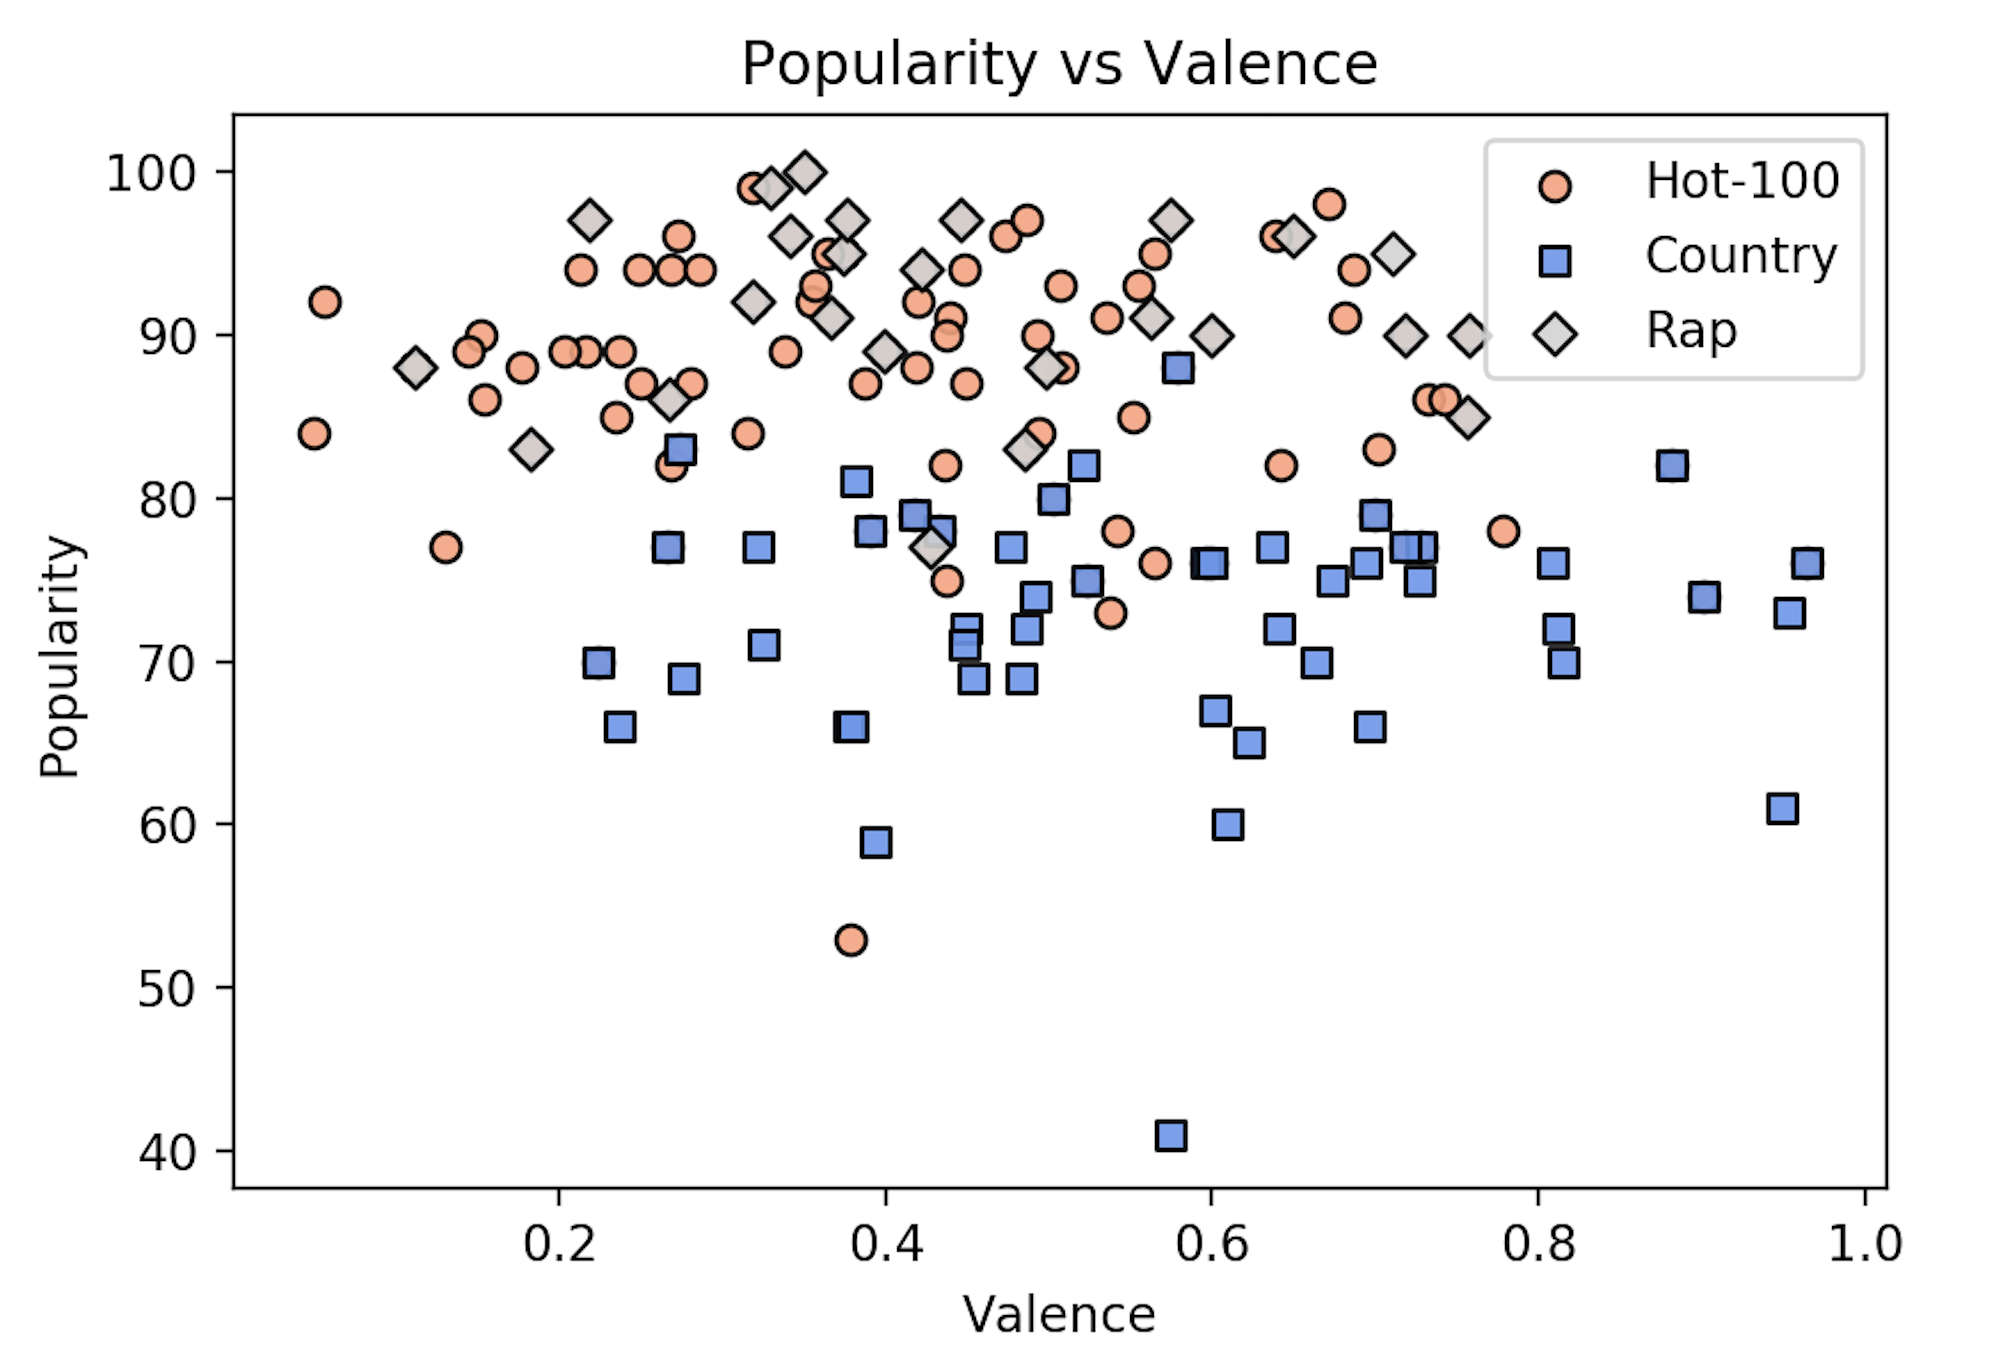 Popularity vs Valence
Hot-100
Country
Rap
100
90
80
70
60
50
40
Popularity
0.2 0.4 0.6 0.8 1.0
Valence